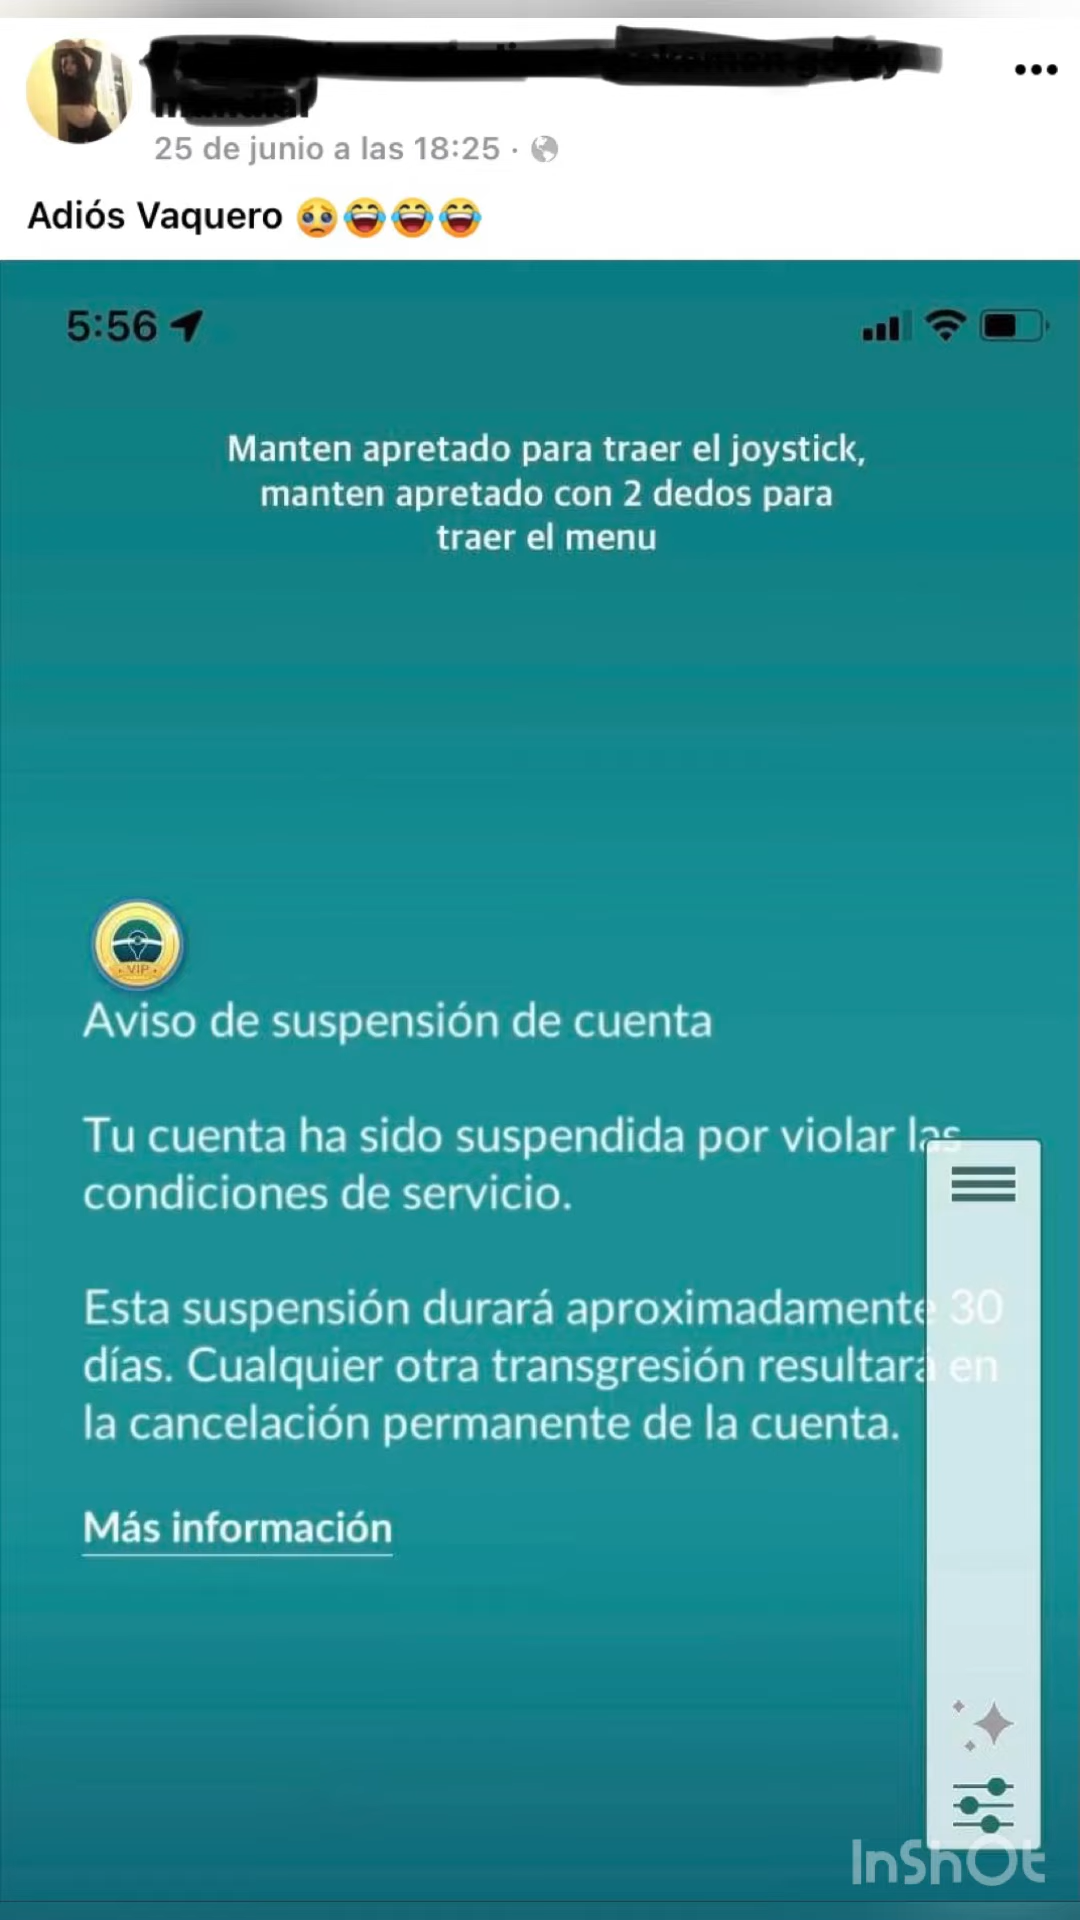 25 de junio a las 18:25 ·
Adiós Vaquero 🥺😂😂😂
5:56
Manten apretado para traer el joystick,
manten apretado con 2 dedos para
traer el menu
VIP
Aviso de suspensión de cuenta
Tu cuenta ha sido suspendida por violar las
condiciones de servicio.
Esta suspensión durará aproximadamente 30
días. Cualquier otra transgresión resultará en
la cancelación permanente de la cuenta.
Más información
InShOt